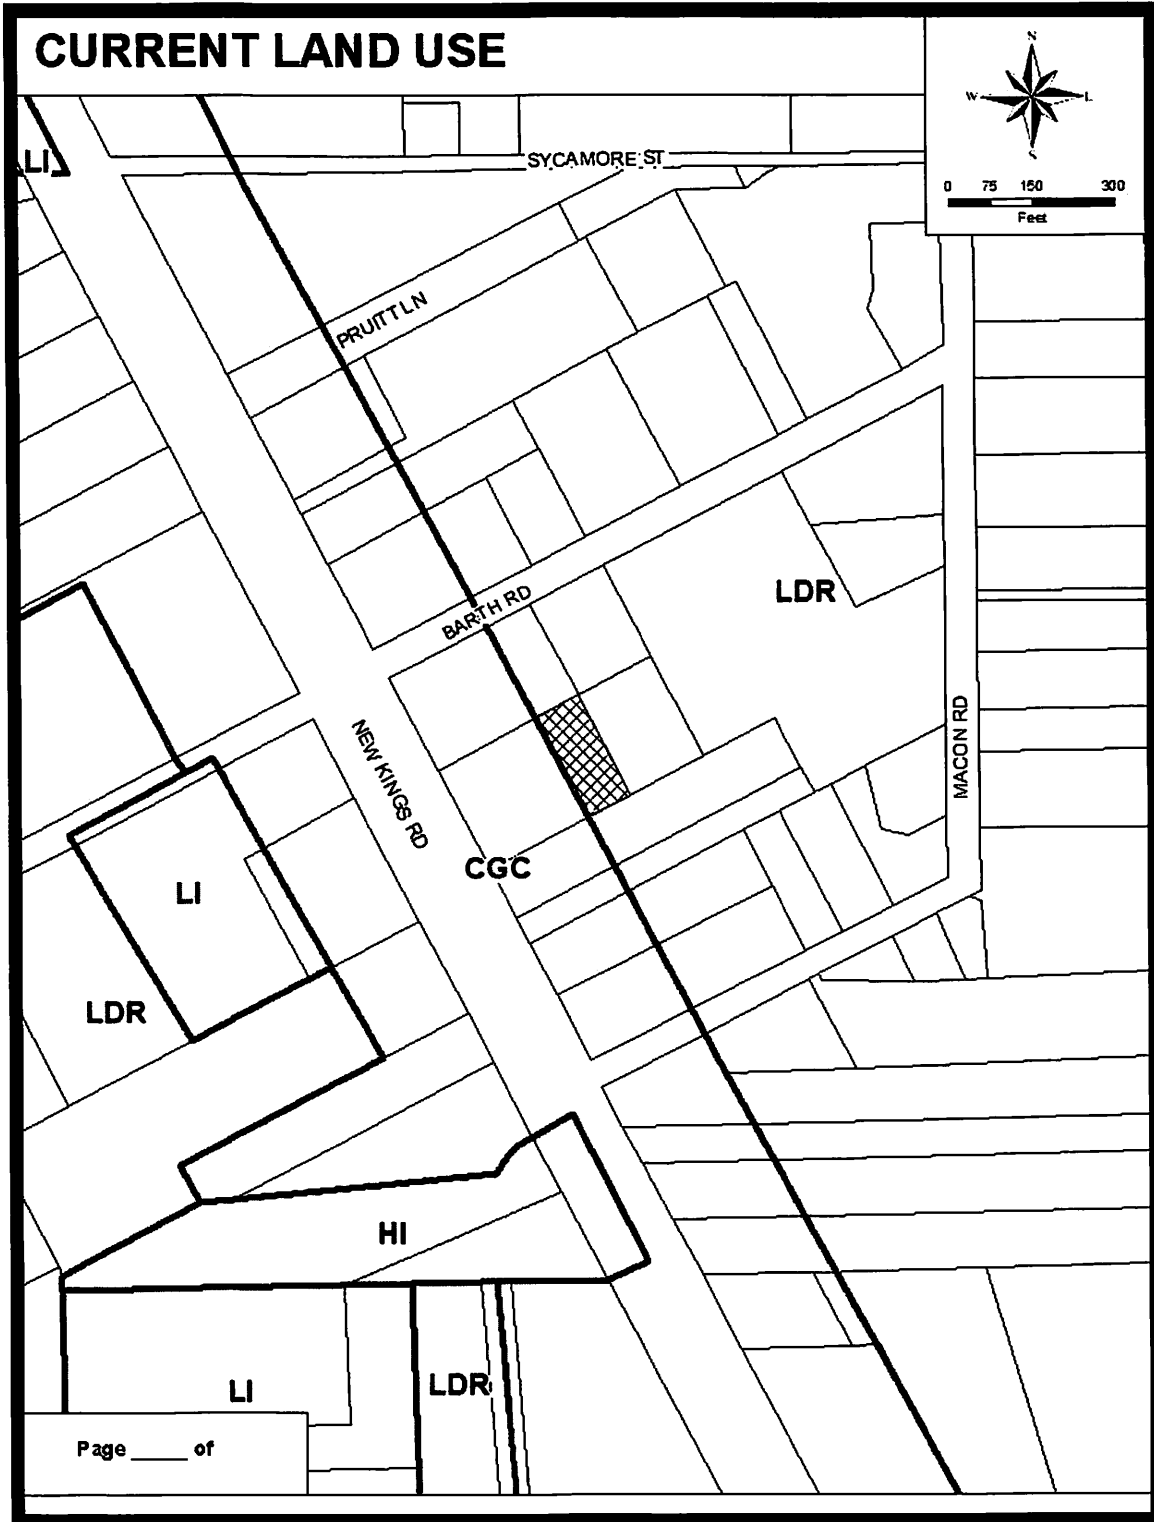 CURRENT LAND USE
N
W
E
S
0 75 150 300
Feet
LI
SYCAMORE ST
PRUITT LN
BARTH RD
LDR
NEW KINGS RD
MACON RD
CGC
LI
LDR
HI
LI
LDR
Page _____ of